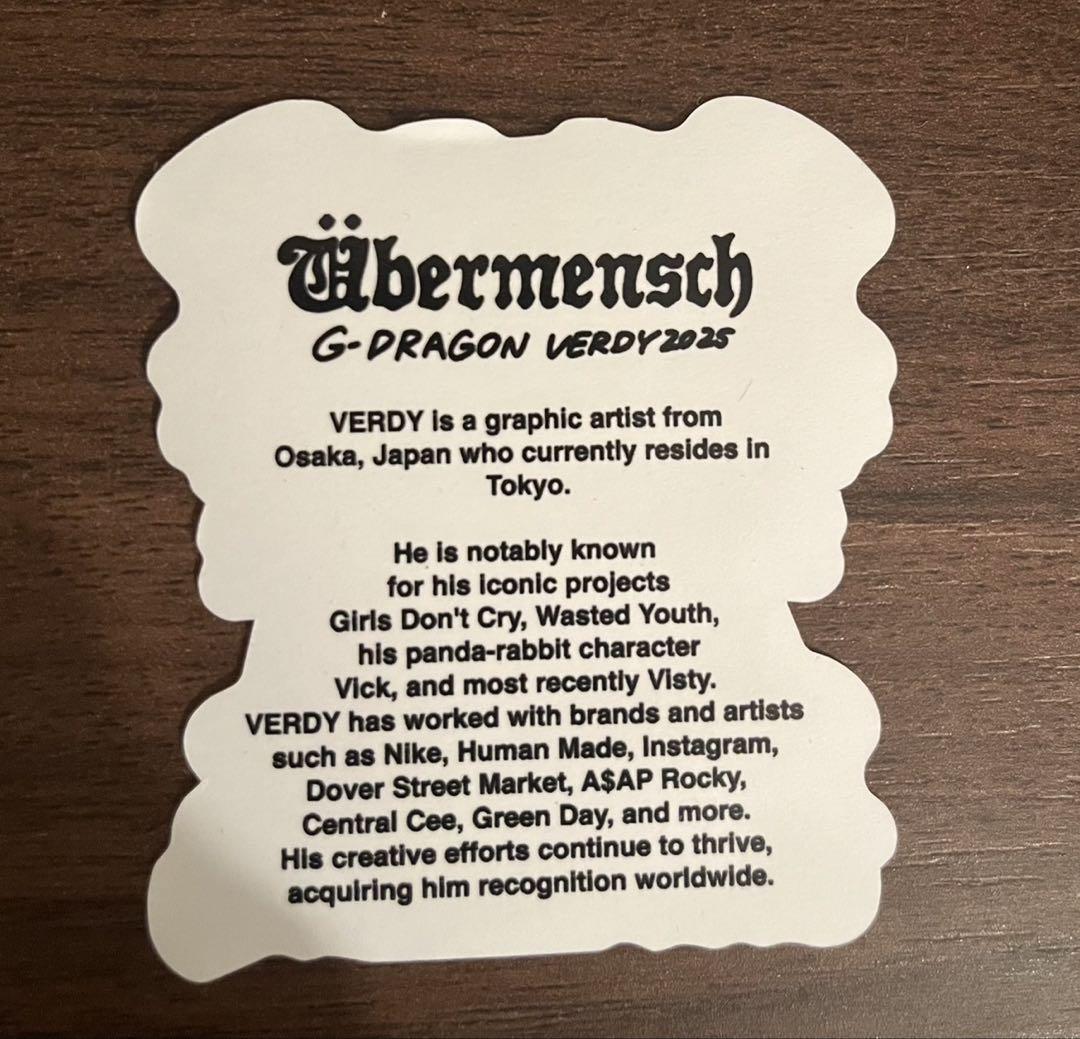 Übermensch
G-DRAGON VERDY 2025
VERDY is a graphic artist from
Osaka, Japan who currently resides in
Tokyo.
He is notably known
for his iconic projects
Girls Don't Cry, Wasted Youth,
his panda-rabbit character
Vick, and most recently Visty.
VERDY has worked with brands and artists
such as Nike, Human Made, Instagram,
Dover Street Market, A$AP Rocky,
Central Cee, Green Day, and more.
His creative efforts continue to thrive,
acquiring him recognition worldwide.